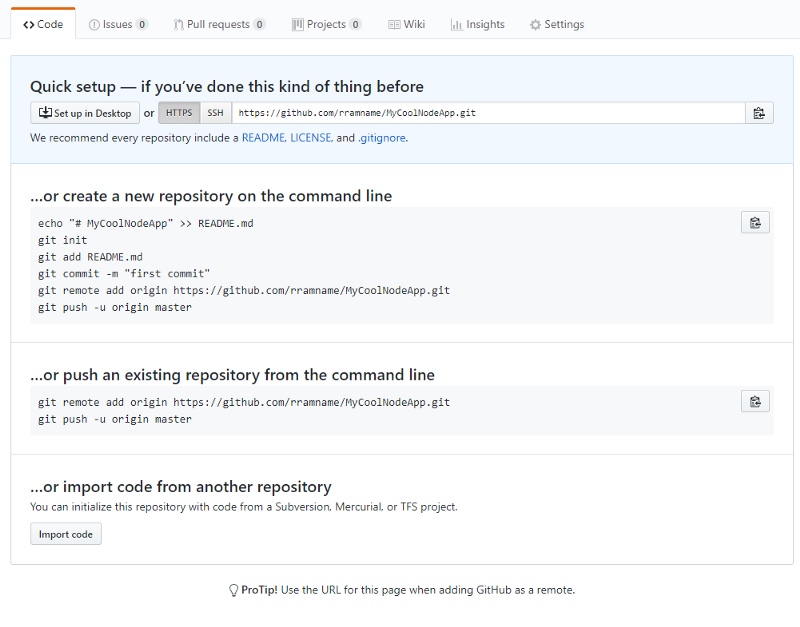 Code Issues 0 Pull requests 0 Projects 0 Wiki Insights Settings
Quick setup — if you’ve done this kind of thing before
Set up in Desktop or HTTPS SSH https://github.com/rramname/MyCoolNodeApp.git
We recommend every repository include a README, LICENSE, and .gitignore.
…or create a new repository on the command line
echo "# MyCoolNodeApp" >> README.md
git init
git add README.md
git commit -m "first commit"
git remote add origin https://github.com/rramname/MyCoolNodeApp.git
git push -u origin master
…or push an existing repository from the command line
git remote add origin https://github.com/rramname/MyCoolNodeApp.git
git push -u origin master
…or import code from another repository
You can initialize this repository with code from a Subversion, Mercurial, or TFS project.
Import code
ProTip! Use the URL for this page when adding GitHub as a remote.